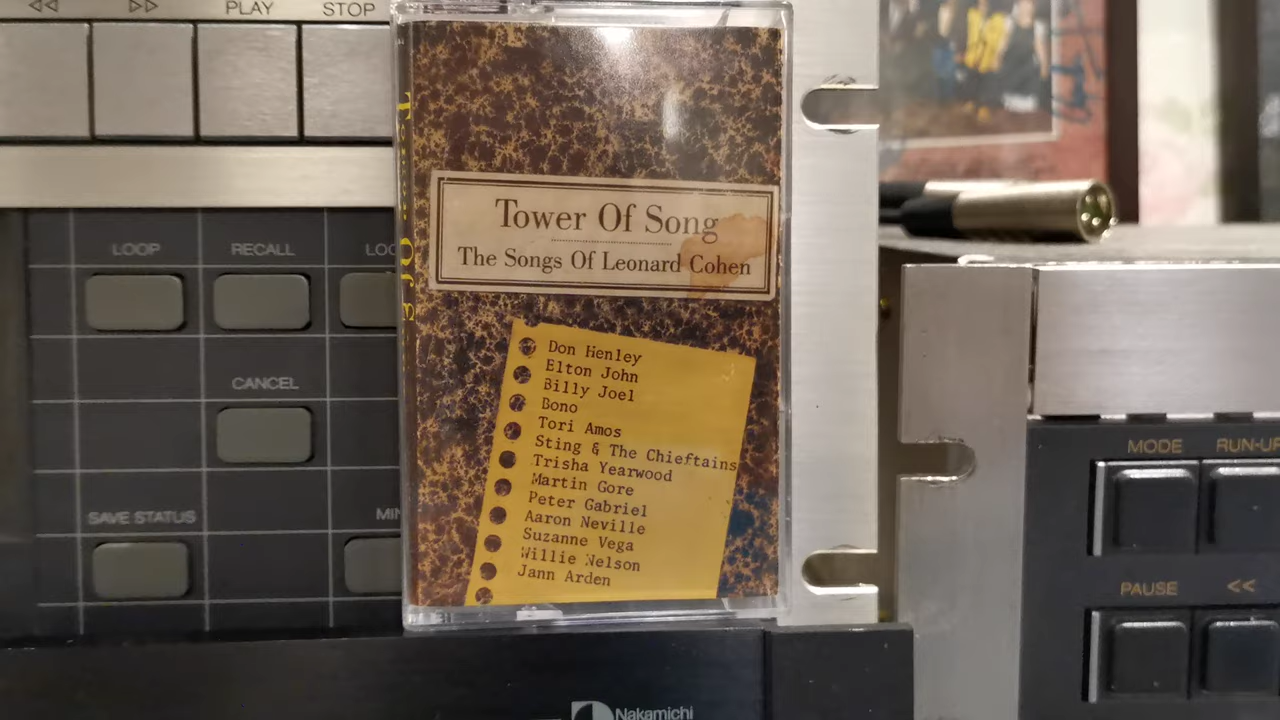 ◁◁ ▷▷ PLAY STOP
LOOP RECALL
CANCEL
SAVE STATUS
Tower Of Song
The Songs Of Leonard Cohen
Don Henley
Elton John
Billy Joel
Bono
Tori Amos
Sting & The Chieftains
Trisha Yearwood
Martin Gore
Peter Gabriel
Aaron Neville
Suzanne Vega
Willie Nelson
Jann Arden
MODE RUN-UP
PAUSE <<
Nakamichi